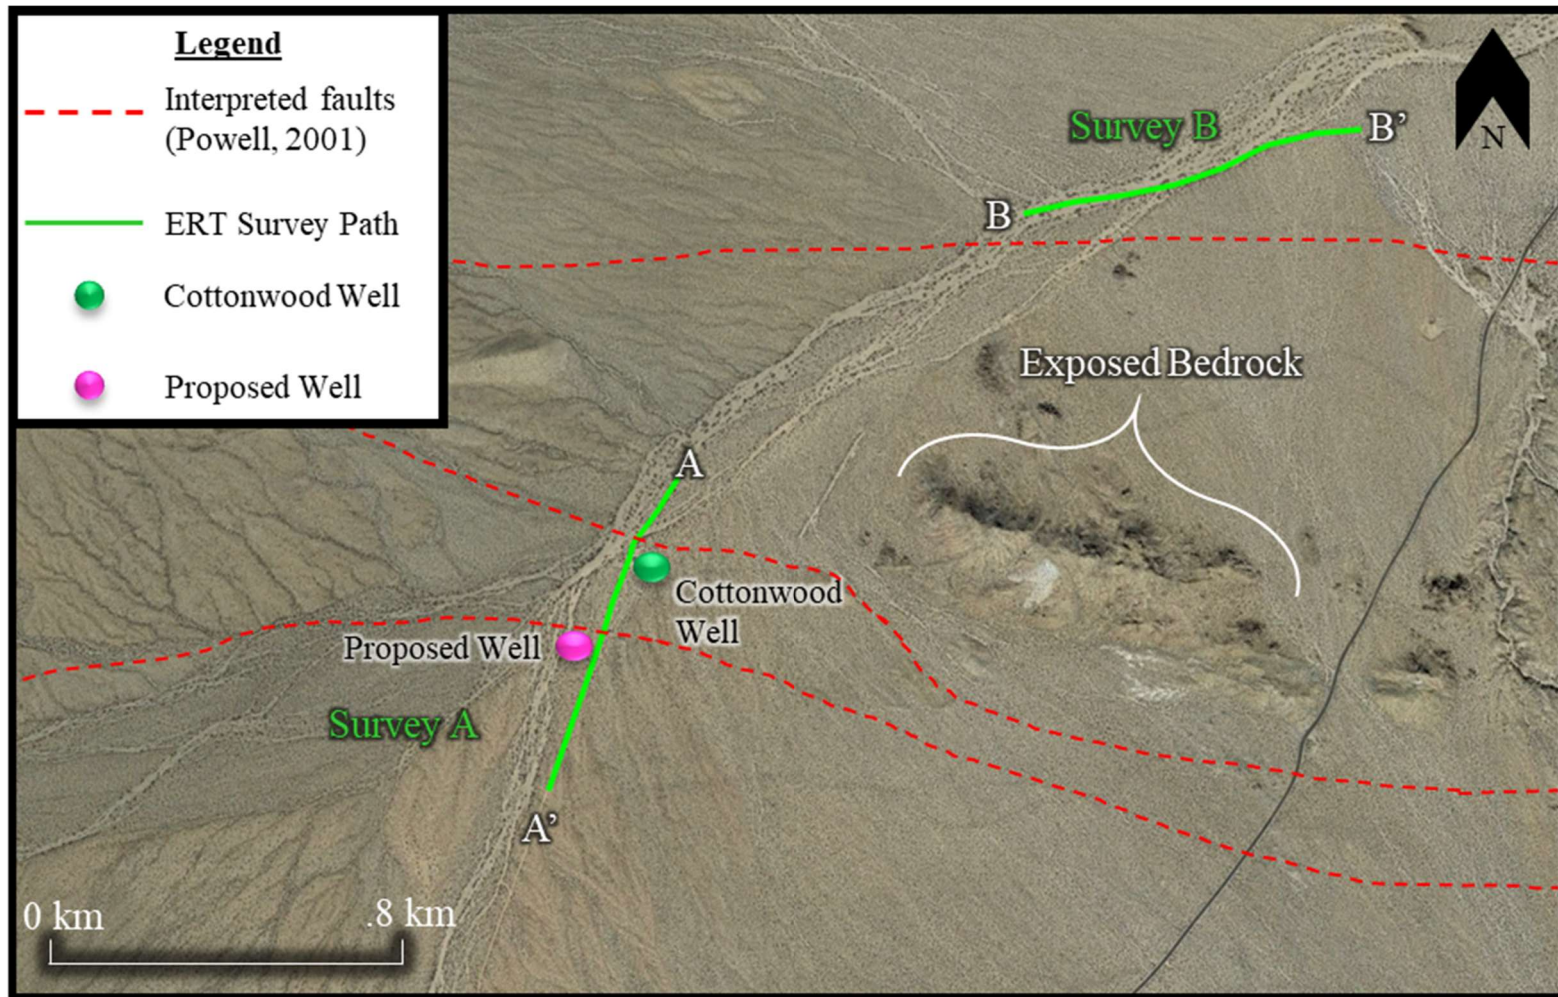 Legend
Interpreted faults
(Powell, 2001)
ERT Survey Path
Cottonwood Well
Proposed Well
N
Survey B
B
B’
Exposed Bedrock
A
Cottonwood
Well
Proposed Well
Survey A
A’
0 km
.8 km